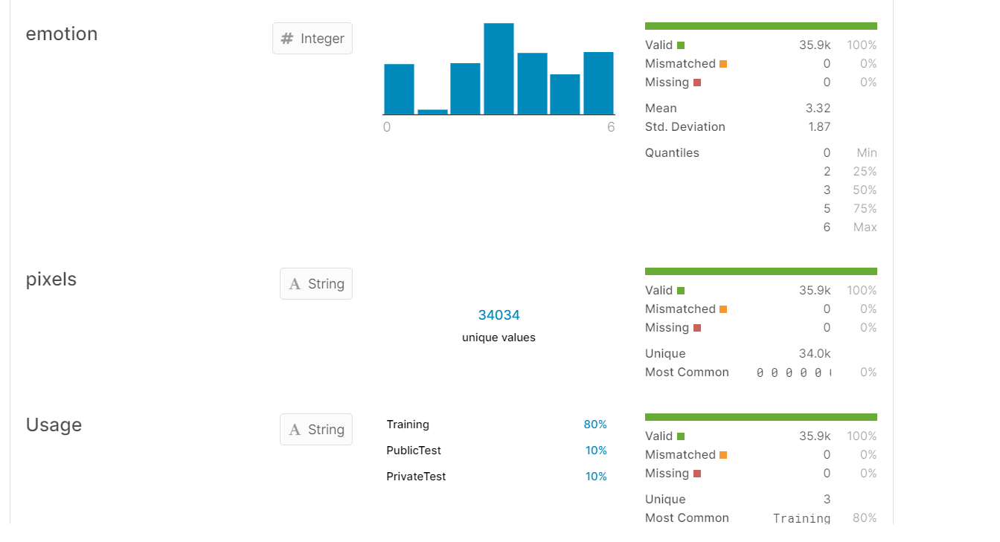 emotion
# Integer
0 6
Valid 35.9k 100%
Mismatched 0 0%
Missing 0 0%
Mean 3.32
Std. Deviation 1.87
Quantiles 0 Min
2 25%
3 50%
5 75%
6 Max
pixels
A String
34034
unique values
Valid 35.9k 100%
Mismatched 0 0%
Missing 0 0%
Unique 34.0k
Most Common 0 0 0 0 0 0%
Usage
A String
Training 80%
PublicTest 10%
PrivateTest 10%
Valid 35.9k 100%
Mismatched 0 0%
Missing 0 0%
Unique 3
Most Common Training 80%